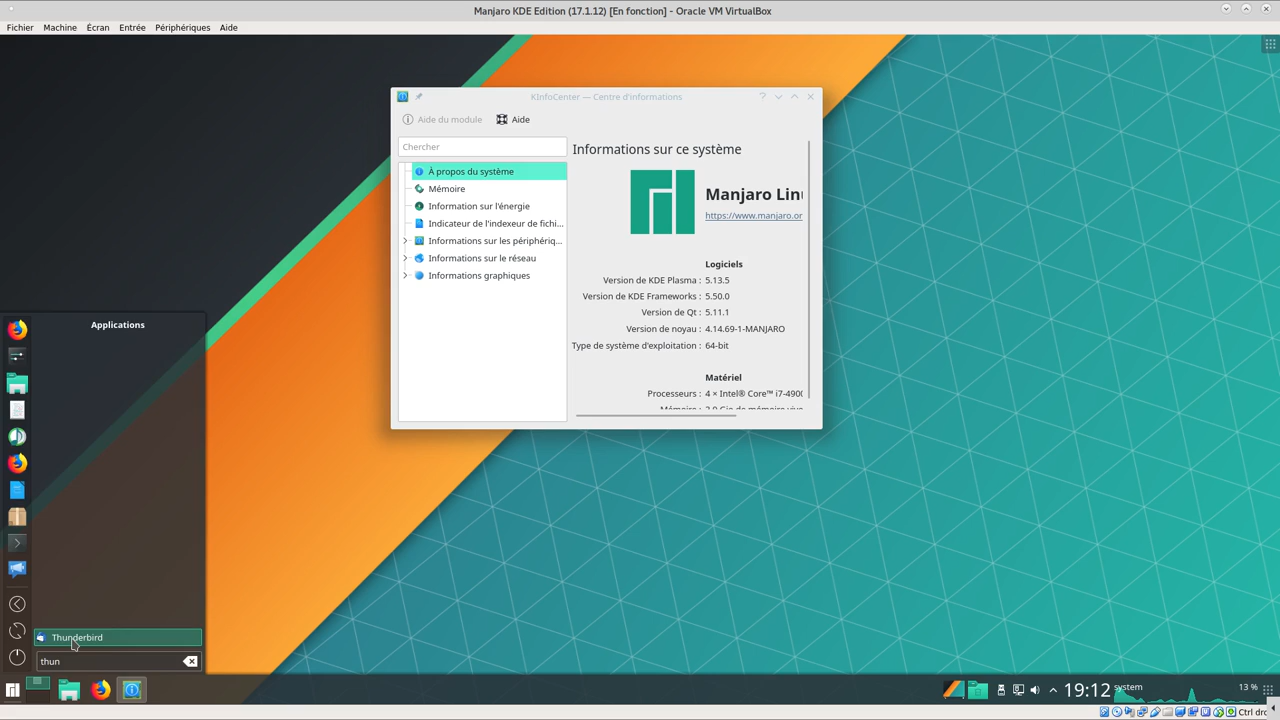 Manjaro KDE Edition (17.1.12) [En fonction] - Oracle VM VirtualBox
Fichier Machine Écran Entrée Périphériques Aide
KInfoCenter — Centre d'informations
Aide du module Aide
Chercher
À propos du système
Mémoire
Information sur l'énergie
Indicateur de l'indexeur de fichi...
Informations sur les périphériq...
Informations sur le réseau
Informations graphiques
Informations sur ce système
Manjaro Lin
https://www.manjaro.or
Logiciels
Version de KDE Plasma : 5.13.5
Version de KDE Frameworks : 5.50.0
Version de Qt : 5.11.1
Version de noyau : 4.14.69-1-MANJARO
Type de système d'exploitation : 64-bit
Matériel
Processeurs : 4 × Intel® Core™ i7-490
Applications
Thunderbird
thun
19:12 system 13 %
Ctrl dro